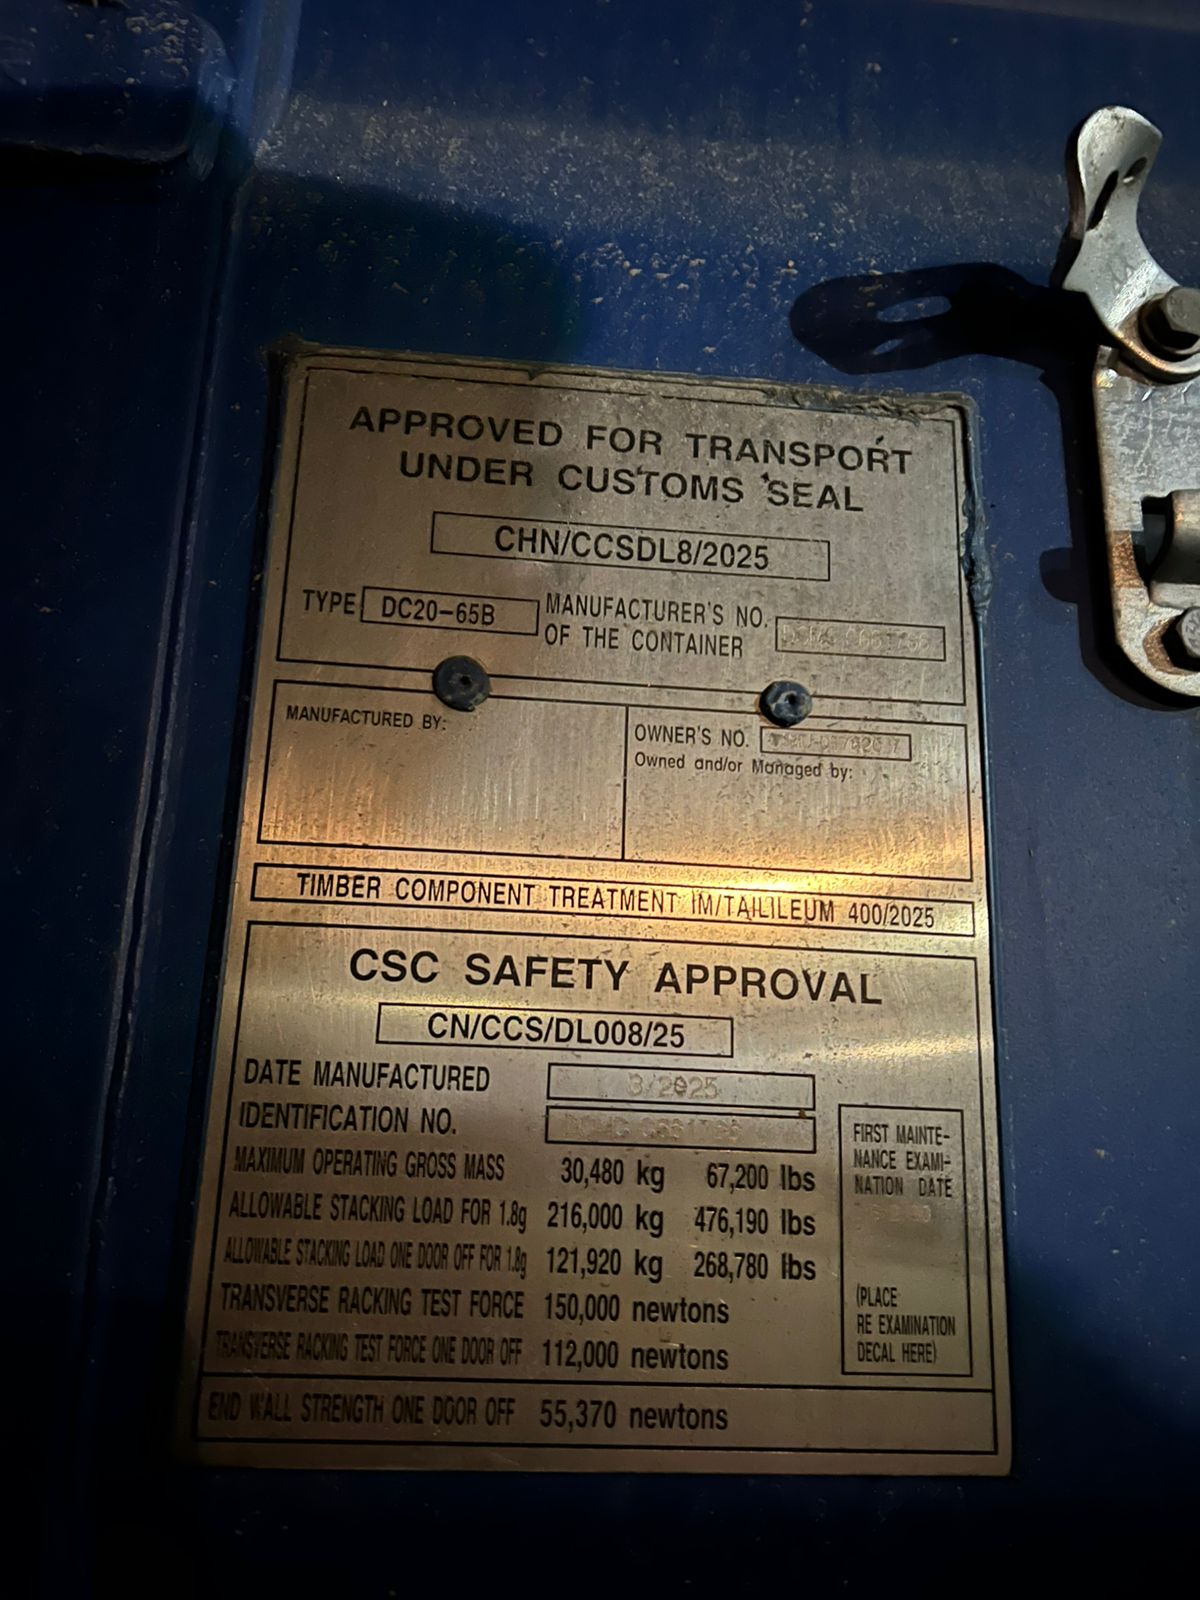 APPROVED FOR TRANSPORT
UNDER CUSTOMS SEAL
CHN/CCSDL8/2025
TYPE DC20-65B
MANUFACTURER'S NO.
OF THE CONTAINER
MANUFACTURED BY:
OWNER'S NO.
Owned and/or Managed by:
TIMBER COMPONENT TREATMENT IM/TAILILEUM 400/2025
CSC SAFETY APPROVAL
CN/CCS/DL008/25
DATE MANUFACTURED 3/2025
IDENTIFICATION NO.
MAXIMUM OPERATING GROSS MASS 30,480 kg 67,200 lbs
ALLOWABLE STACKING LOAD FOR 1.8g 216,000 kg 476,190 lbs
ALLOWABLE STACKING LOAD ONE DOOR OFF FOR 1.8g 121,920 kg 268,780 lbs
TRANSVERSE RACKING TEST FORCE 150,000 newtons
TRANSVERSE RACKING TEST FORCE ONE DOOR OFF 112,000 newtons
END WALL STRENGTH ONE DOOR OFF 55,370 newtons
FIRST MAINTE-
NANCE EXAMI-
NATION DATE
(PLACE
RE EXAMINATION
DECAL HERE)